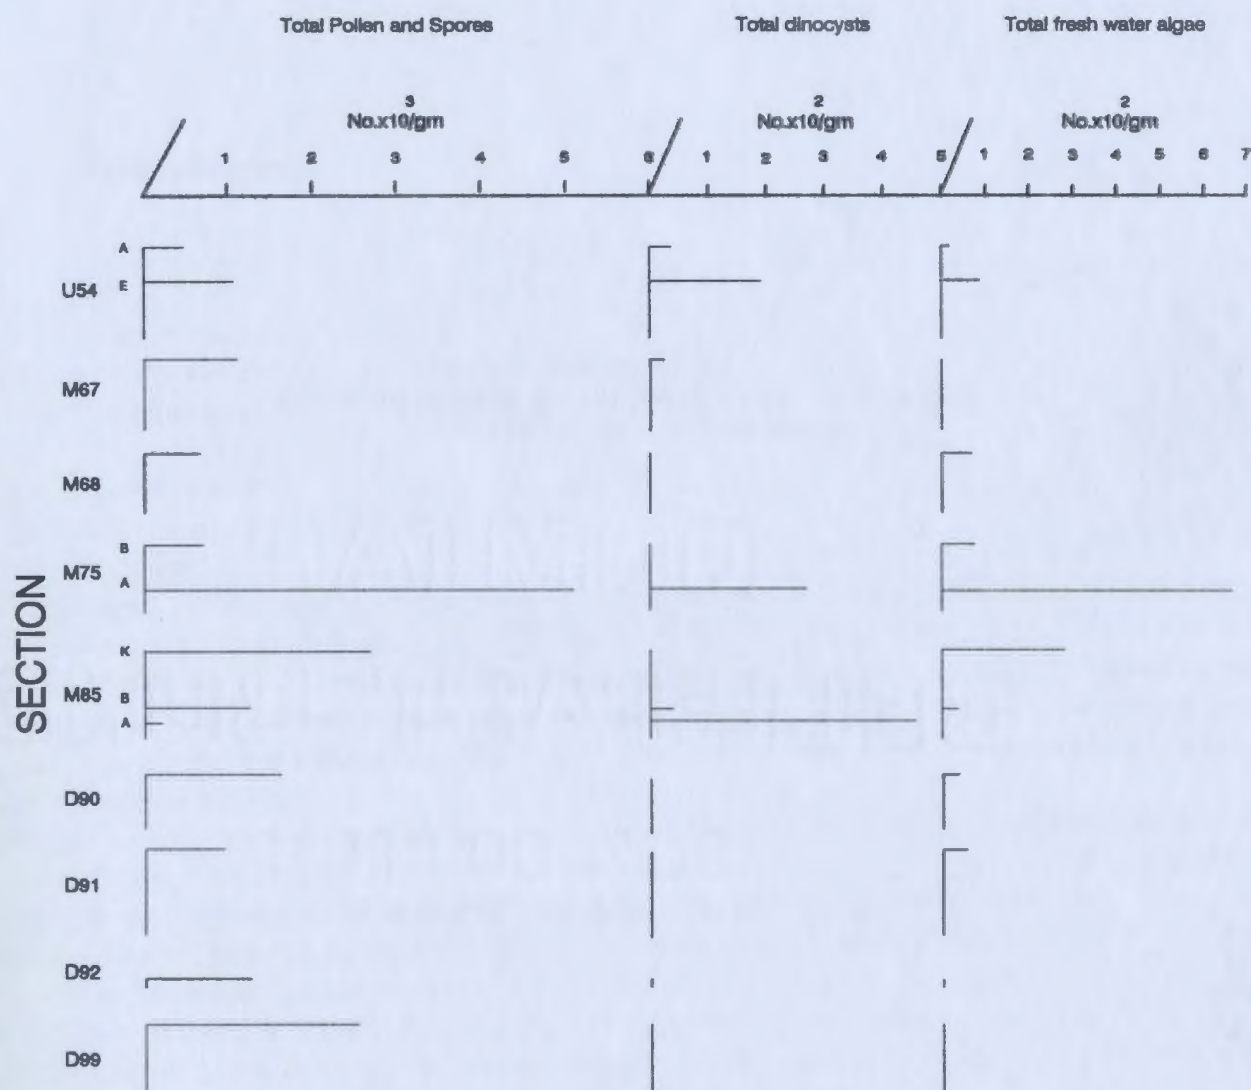 Total Pollen and Spores Total dinocysts Total fresh water algae
3 2 2
No.x10/gm No.x10/gm No.x10/gm
1 2 3 4 5 6 1 2 3 4 5 1 2 3 4 5 6 7
A
U54 E
M67
M68
B
M75
A
SECTION
K
M85 B
A
D90
D91
D92
D99